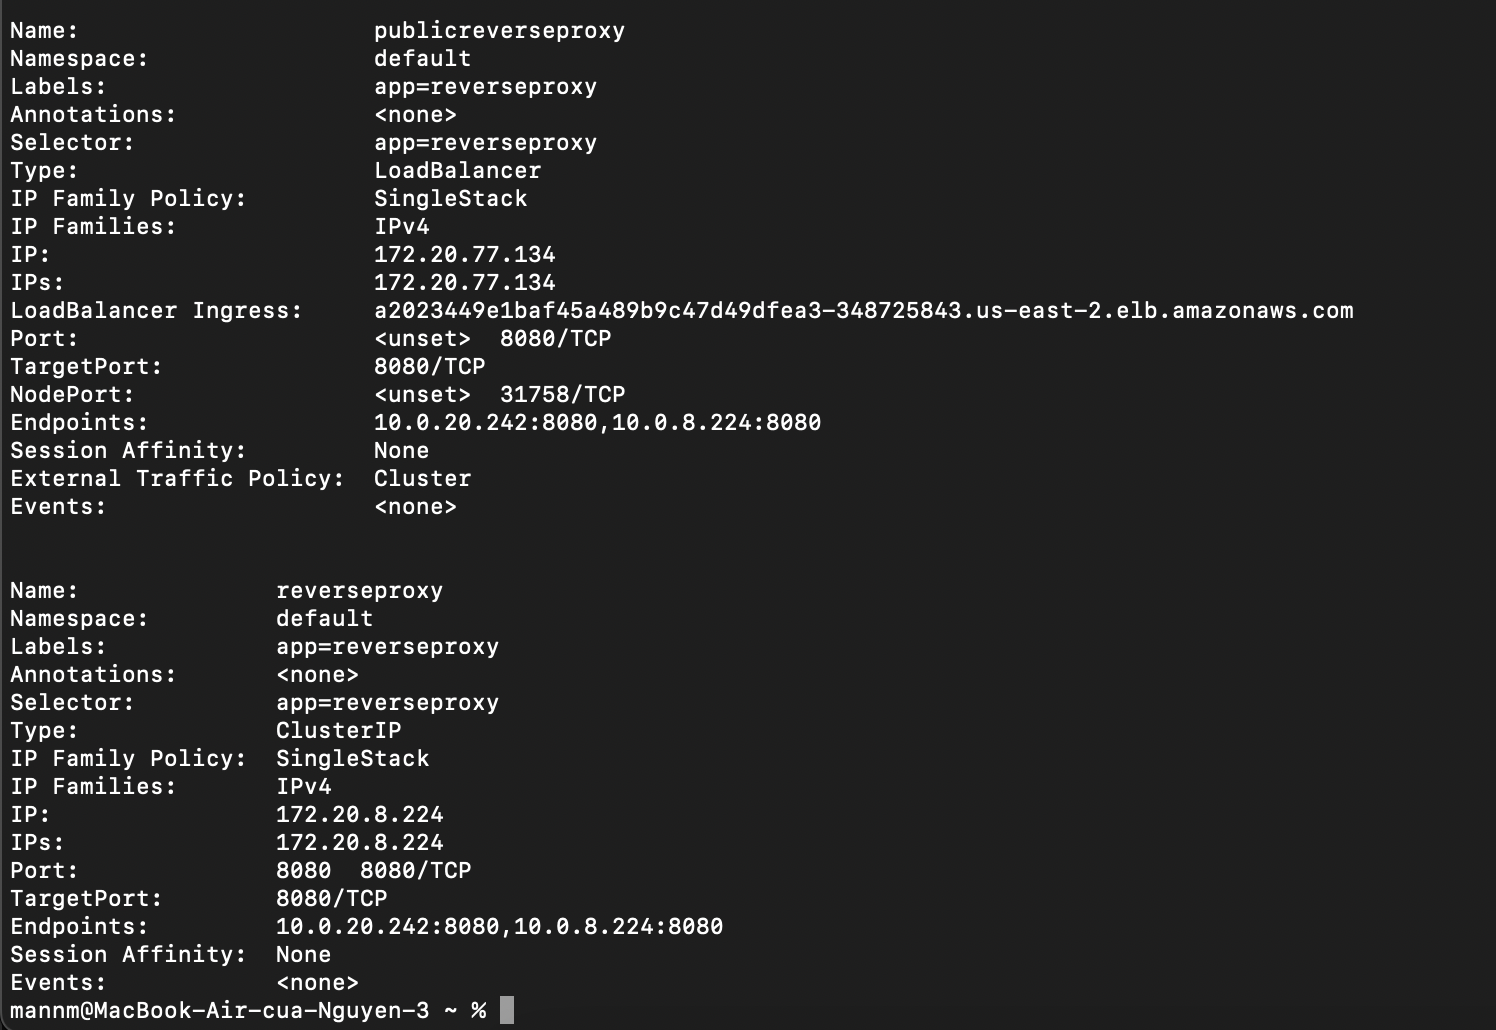 Name:                     publicreverseproxy
Namespace:                default
Labels:                   app=reverseproxy
Annotations:              <none>
Selector:                 app=reverseproxy
Type:                     LoadBalancer
IP Family Policy:         SingleStack
IP Families:              IPv4
IP:                       172.20.77.134
IPs:                      172.20.77.134
LoadBalancer Ingress:     a2023449e1baf45a489b9c47d49dfea3-348725843.us-east-2.elb.amazonaws.com
Port:                     <unset>  8080/TCP
TargetPort:               8080/TCP
NodePort:                 <unset>  31758/TCP
Endpoints:                10.0.20.242:8080,10.0.8.224:8080
Session Affinity:         None
External Traffic Policy:  Cluster
Events:                   <none>


Name:              reverseproxy
Namespace:         default
Labels:            app=reverseproxy
Annotations:       <none>
Selector:          app=reverseproxy
Type:              ClusterIP
IP Family Policy:  SingleStack
IP Families:       IPv4
IP:                172.20.8.224
IPs:               172.20.8.224
Port:              8080  8080/TCP
TargetPort:        8080/TCP
Endpoints:         10.0.20.242:8080,10.0.8.224:8080
Session Affinity:  None
Events:            <none>
mannm@MacBook-Air-cua-Nguyen-3 ~ %